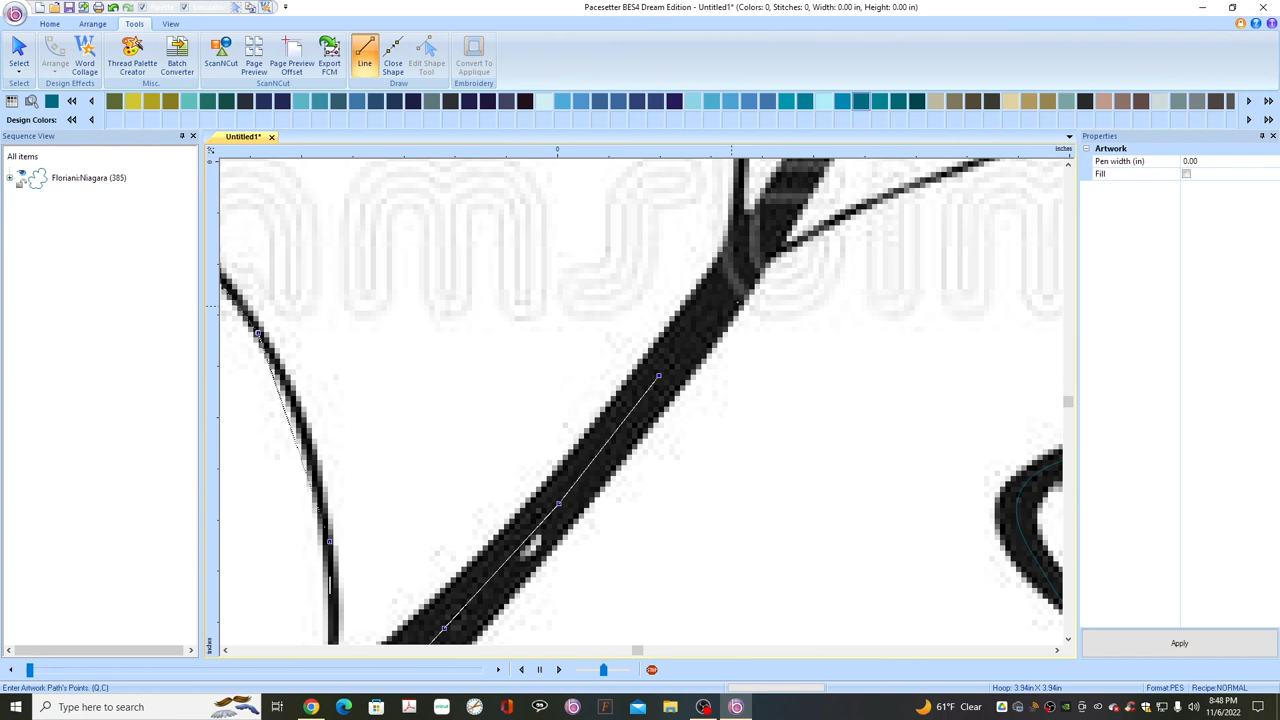 Pacesetter BES4 Dream Edition - Untitled1* (Colors: 0, Stitches: 0, Width: 0.00 in, Height: 0.00 in)
Home Arrange Tools View
Select Arrange Word Collage Thread Palette Creator Batch Converter ScanNCut Page Preview Page Preview Offset Export FCM Line Close Shape Edit Shape Tool Convert To Applique
Select Design Effects Misc. ScanNCut Draw Embroidery
Design Colors:
Sequence View
Untitled1*
Properties
0
inches
All items
Floriani:Niagara (385)
Artwork
Pen width (in) 0.00
Fill
inches
Apply
STOP
Enter Artwork Path's Points. (Q,C)
Hoop: 3.94in X 3.94in
Format:PES
Recipe:NORMAL
Type here to search
61°F Clear
8:48 PM
11/6/2022